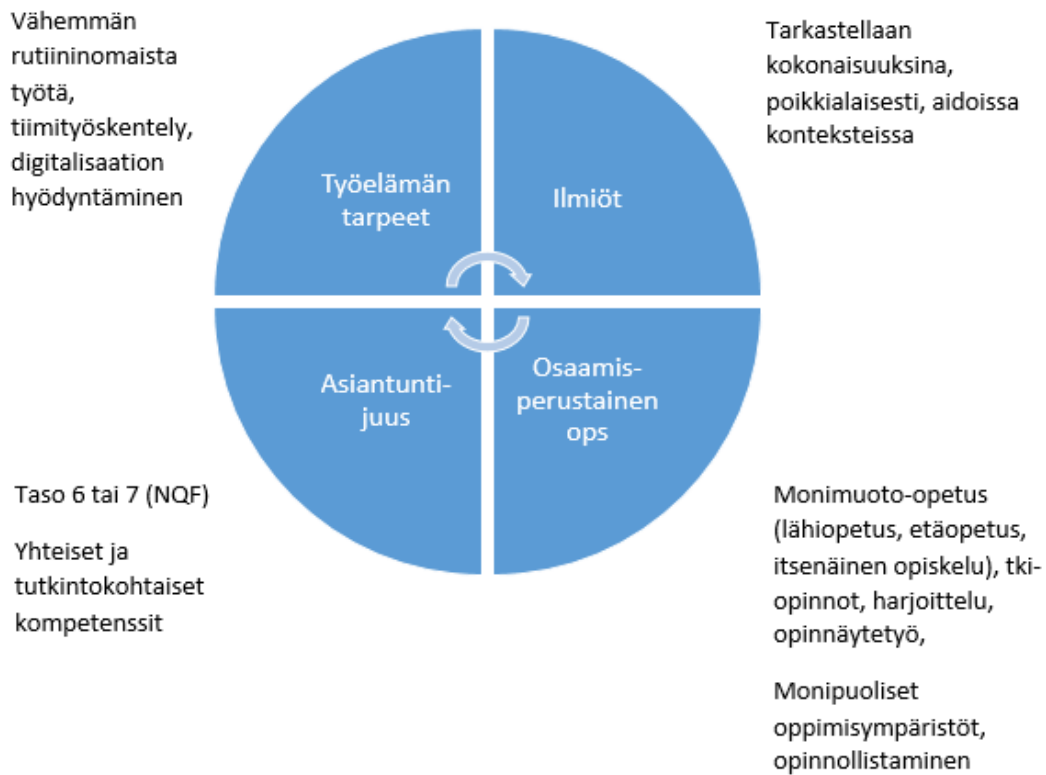 Vähemmän
rutiininomaista
työtä,
tiimityöskentely,
digitalisaation
hyödyntäminen
Työelämän
tarpeet
Ilmiöt
Tarkastellaan
kokonaisuuksina,
poikkialaisesti, aidoissa
konteksteissa
Asiantunti-
juus
Osaamis-
perustainen
ops
Taso 6 tai 7 (NQF)
Yhteiset ja
tutkintokohtaiset
kompetenssit
Monimuoto-opetus
(lähiopetus, etäopetus,
itsenäinen opiskelu), tki-
opinnot, harjoittelu,
opinnäytetyö,
Monipuoliset
oppimisympäristöt,
opinnollistaminen